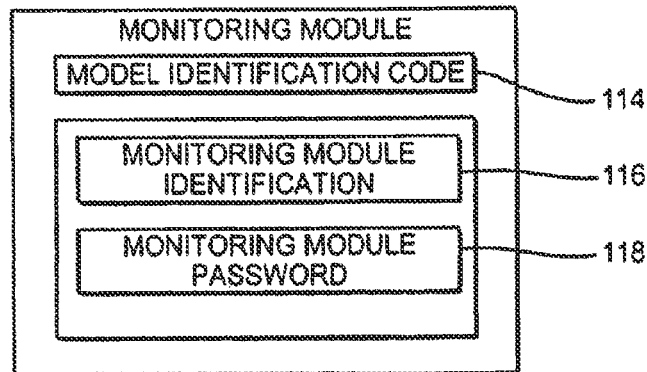 MONITORING MODULE
MODEL IDENTIFICATION CODE
114
MONITORING MODULE
IDENTIFICATION
116
MONITORING MODULE
PASSWORD
118